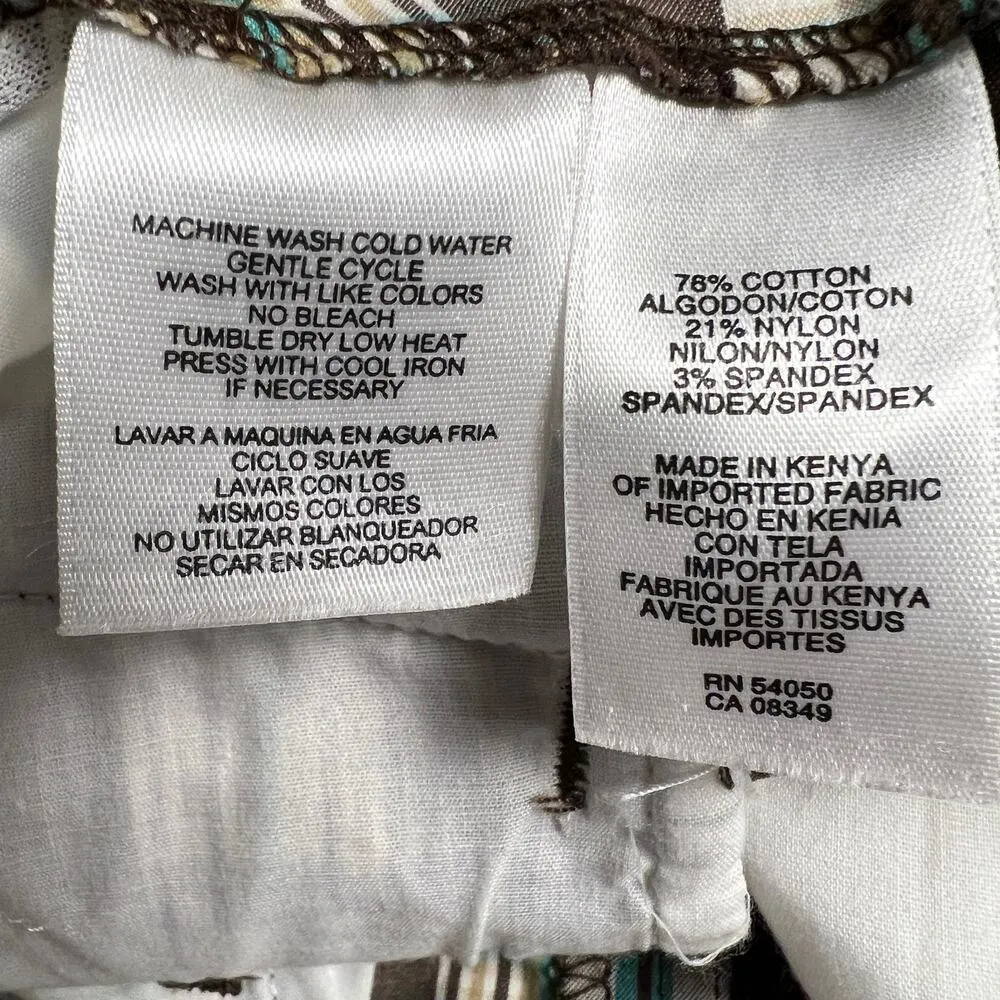 MACHINE WASH COLD WATER
GENTLE CYCLE
WASH WITH LIKE COLORS
NO BLEACH
TUMBLE DRY LOW HEAT
PRESS WITH COOL IRON
IF NECESSARY
LAVAR A MAQUINA EN AGUA FRIA
CICLO SUAVE
LAVAR CON LOS
MISMOS COLORES
NO UTILIZAR BLANQUEADOR
SECAR EN SECADORA
78% COTTON
ALGODON/COTON
21% NYLON
NILON/NYLON
3% SPANDEX
SPANDEX/SPANDEX
MADE IN KENYA
OF IMPORTED FABRIC
HECHO EN KENIA
CON TELA
IMPORTADA
FABRIQUE AU KENYA
AVEC DES TISSUS
IMPORTES
RN 54050
CA 08349